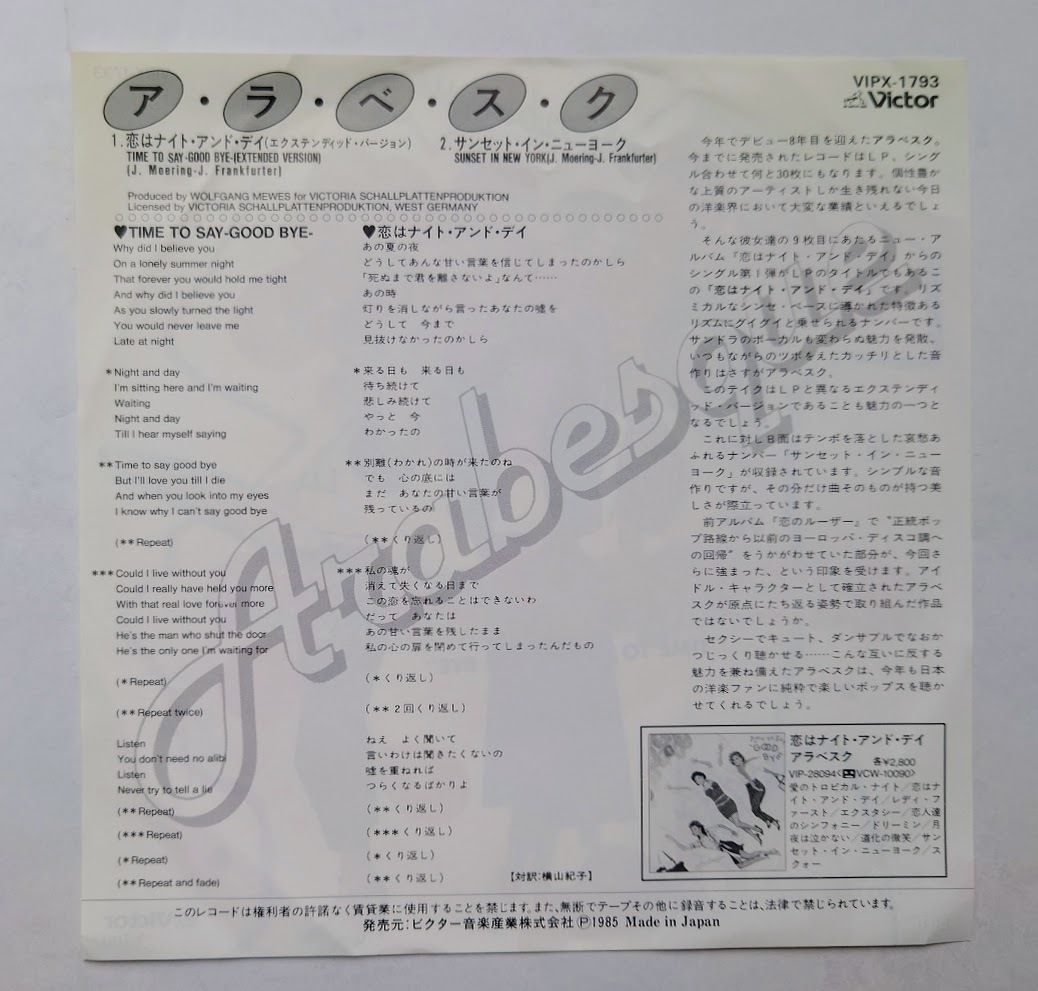 ア・ラ・ベ・ス・ク
VIPX-1793
Victor
1. 恋はナイト・アンド・デイ(エクステンディッド・バージョン)
TIME TO SAY-GOOD BYE-(EXTENDED VERSION)
(J. Moering-J. Frankfurter)
2. サンセット・イン・ニューヨーク
SUNSET IN NEW YORK(J. Moering-J. Frankfurter)
Produced by WOLFGANG MEWES for VICTORIA SCHALLPLATTENPRODUKTION
Licensed by VICTORIA SCHALLPLATTENPRODUKTION, WEST GERMANY
♥TIME TO SAY-GOOD BYE-
Why did I believe you
On a lonely summer night
That forever you would hold me tight
And why did I believe you
As you slowly turned the light
You would never leave me
Late at night
*Night and day
I'm sitting here and I'm waiting
Waiting
Night and day
Till I hear myself saying
**Time to say good bye
But I'll love you till I die
And when you look into my eyes
I know why I can't say good bye
(**Repeat)
***Could I live without you
Could I really have held you more
With that real love forever more
Could I live without you
He's the man who shut the door
He's the only one I'm waiting for
(*Repeat)
(**Repeat twice)
Listen
You don't need no alibi
Listen
Never try to tell a lie
(**Repeat)
(***Repeat)
(*Repeat)
(**Repeat and fade)
♥恋はナイト・アンド・デイ
あの夏の夜
どうしてあんな甘い言葉を信じてしまったのかしら
「死ぬまで君を離さないよ」なんて……
あの時
灯りを消しながら言ったあなたの嘘を
どうして 今まで
見抜けなかったのかしら
*来る日も 来る日も
待ち続けて
悲しみ続けて
やっと 今
わかったの
**別離(わかれ)の時が来たのね
でも 心の底には
まだ あなたの甘い言葉が
残っているの
(**くり返し)
***私の魂が
消えて失くなる日まで
この恋を忘れることはできないわ
だって あなたは
あの甘い言葉を残したまま
私の心の扉を閉めて行ってしまったんだもの
(*くり返し)
(**2回くり返し)
ねえ よく聞いて
言いわけは聞きたくないの
嘘を重ねれば
つらくなるばかりよ
(**くり返し)
(***くり返し)
(*くり返し)
(**くり返し)
【対訳:横山紀子】
Arabesque
今年でデビュー8年目を迎えたアラベスク。
今までに発売されたレコードはLP、シング
ル合わせて何と30枚にもなります。個性豊か
な上質のアーティストしか生き残れない今日
の洋楽界において大変な業績といえるでしょ
う。
そんな彼女達の9枚目にあたるニュー・ア
ルバム『恋はナイト・アンド・デイ』からの
シングル第1弾がLPのタイトルでもあるこ
の「恋はナイト・アンド・デイ」です。リズ
ミカルなシンセ・ベースに導かれた特徴ある
リズムにグイグイと乗せられるナンバーです。
サンドラのボーカルも変わらぬ魅力を発散、
いつもながらのツボをえたカッチリとした音
作りはさすがアラベスク。
このテイクはLPと異なるエクステンディ
ッド・バージョンであることも魅力の一つと
なるでしょう。
これに対しB面はテンポを落とした哀愁あ
ふれるナンバー「サンセット・イン・ニュー
ヨーク」が収録されています。シンプルな音
作りですが、その分だけ曲そのものが持つ美
しさが際立っています。
前アルバム『恋のルーザー』で“正統ポッ
プ路線から以前のヨーロッパ・ディスコ調へ
の回帰”をうかがわせていた部分が、今回さ
らに強まった、という印象を受けます。アイ
ドル・キャラクターとして確立されたアラベ
スクが原点にたち返る姿勢で取り組んだ作品
ではないでしょうか。
セクシーでキュート、ダンサブルでなおか
つじっくり聴かせる……こんな互いに反する
魅力を兼ね備えたアラベスクは、今年も日本
の洋楽ファンに純粋で楽しいポップスを聴か
せてくれるでしょう。
恋はナイト・アンド・デイ
アラベスク
各¥2,800
VIP-28094〈VCW-10090〉
愛のトロピカル・ナイト/恋はナ
イト・アンド・デイ/レディ・フ
ァースト/エクスタシー/恋人達
のシンフォニー/ドリーミン/月
夜は泣かない/道化の微笑/サン
セット・イン・ニューヨーク/ス
クォー
このレコードは権利者の許諾なく賃貸業に使用することを禁じます。また、無断でテープその他に録音することは、法律で禁じられています。
発売元:ビクター音楽産業株式会社Ⓟ1985 Made in Japan